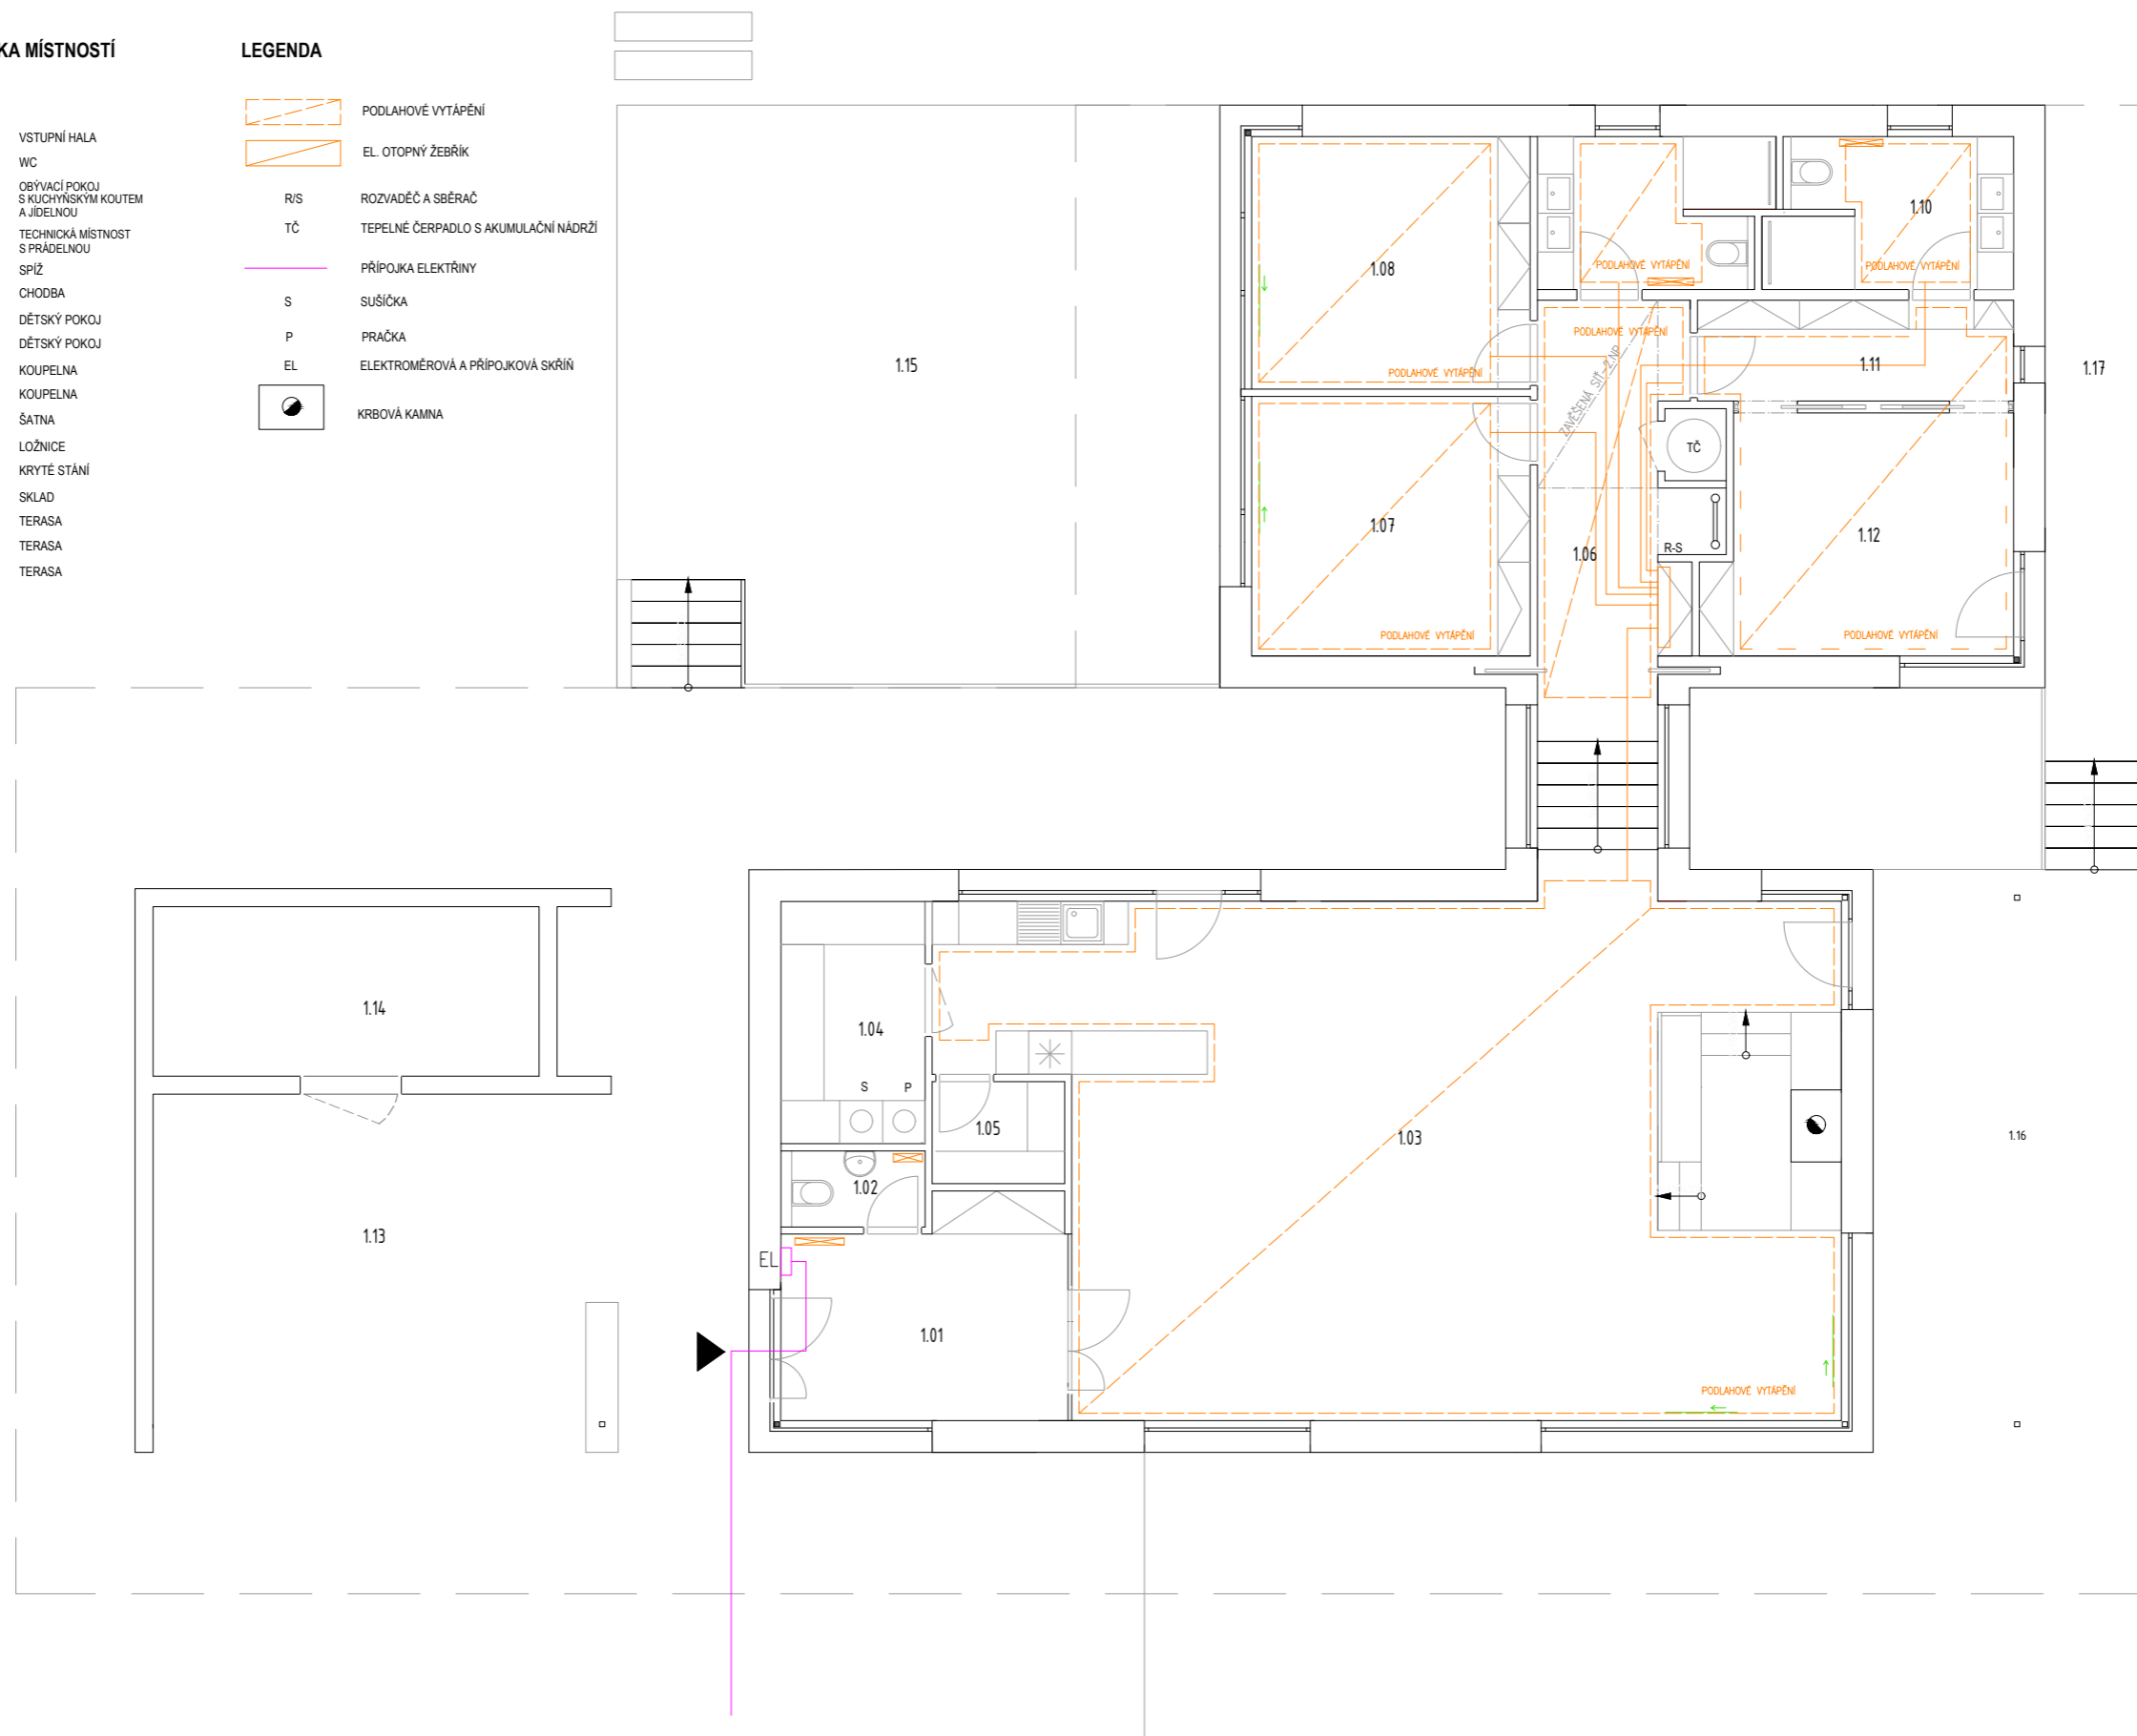 KA MÍSTNOSTÍ
VSTUPNÍ HALA
WC
OBÝVACÍ POKOJ
S KUCHYŇSKÝM KOUTEM
A JÍDELNOU
TECHNICKÁ MÍSTNOST
S PRÁDELNOU
SPÍŽ
CHODBA
DĚTSKÝ POKOJ
DĚTSKÝ POKOJ
KOUPELNA
KOUPELNA
ŠATNA
LOŽNICE
KRYTÉ STÁNÍ
SKLAD
TERASA
TERASA
TERASA
LEGENDA
PODLAHOVÉ VYTÁPĚNÍ
EL. OTOPNÝ ŽEBŘÍK
R/S ROZVADĚČ A SBĚRAČ
TČ TEPELNÉ ČERPADLO S AKUMULAČNÍ NÁDRŽÍ
PŘÍPOJKA ELEKTŘINY
S SUŠÍČKA
P PRAČKA
EL ELEKTROMĚROVÁ A PŘÍPOJKOVÁ SKŘÍŇ
KRBOVÁ KAMNA
1.10
1.08
PODLAHOVÉ VYTÁPĚNÍ
PODLAHOVÉ VYTÁPĚNÍ
PODLAHOVÉ VYTÁPĚNÍ
ZAVĚŠENÁ SÍŤ-2.NP
1.15
PODLAHOVÉ VYTÁPĚNÍ
1.11
1.17
TČ
1.07
1.06
R-S
1.12
PODLAHOVÉ VYTÁPĚNÍ
PODLAHOVÉ VYTÁPĚNÍ
1.14
1.04
S P
1.05
1.03
1.16
1.02
1.13
EL
1.01
PODLAHOVÉ VYTÁPĚNÍ